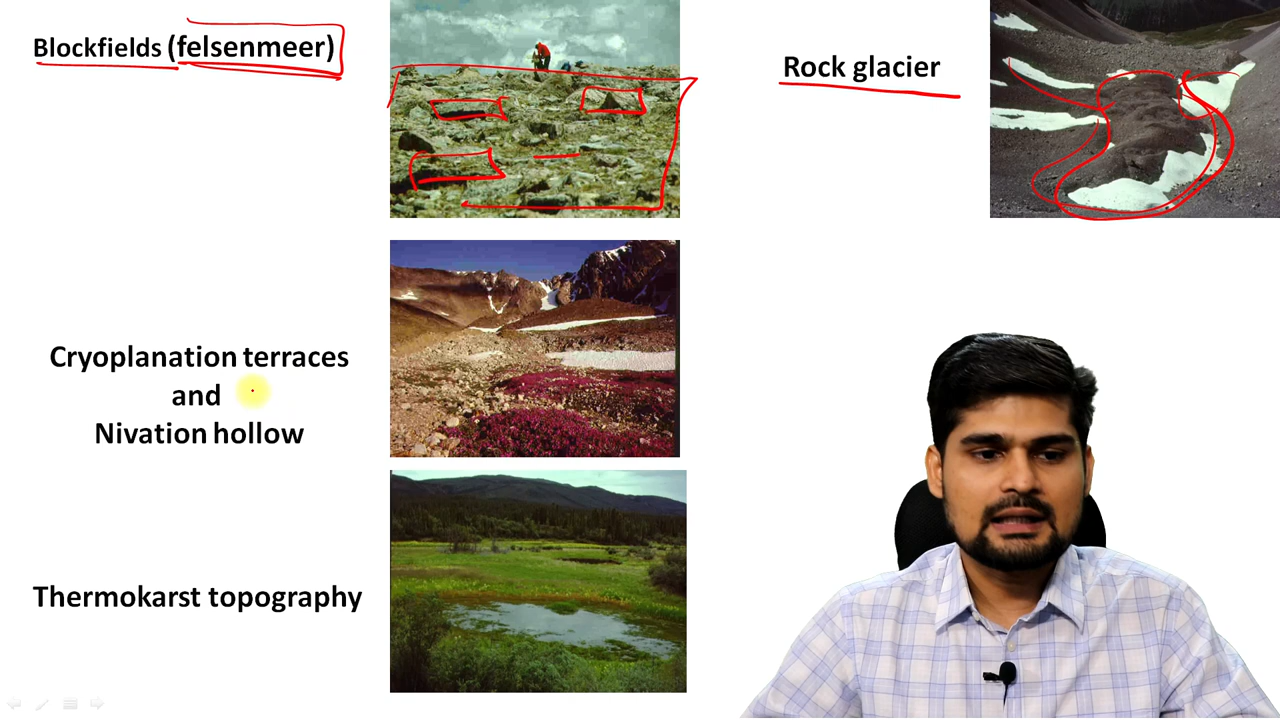 Blockfields (felsenmeer)
Rock glacier
Cryoplanation terraces
and
Nivation hollow
Thermokarst topography